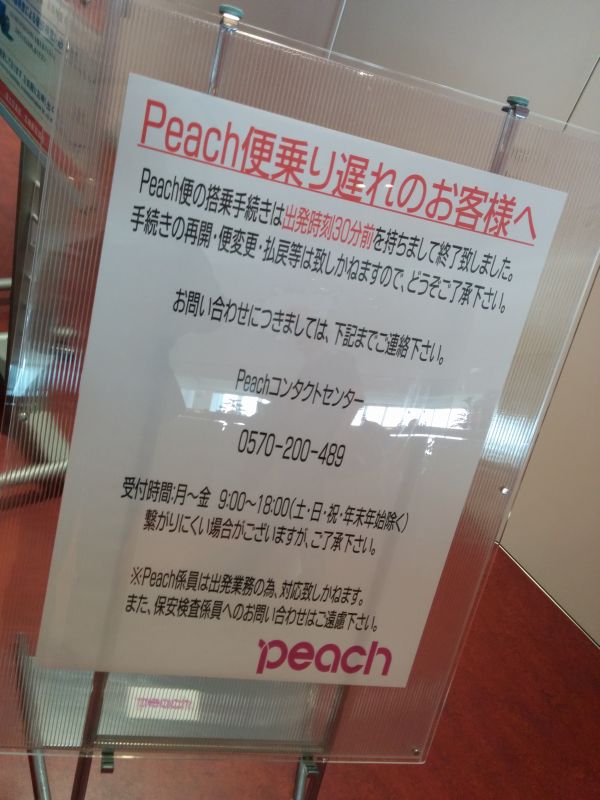 Peach便乗り遅れのお客様へ
Peach便の搭乗手続きは出発時刻30分前を持ちまして終了致しました。
手続きの再開・便変更・払戻等は致しかねますので、どうぞご了承下さい。
お問い合わせにつきましては、下記までご連絡下さい。
Peachコンタクトセンター
0570-200-489
受付時間:月～金 9:00～18:00(土・日・祝・年末年始除く)
繋がりにくい場合がございますが、ご了承下さい。
※Peach係員は出発業務の為、対応致しかねます。
また、保安検査係員へのお問い合わせはご遠慮下さい。
peach